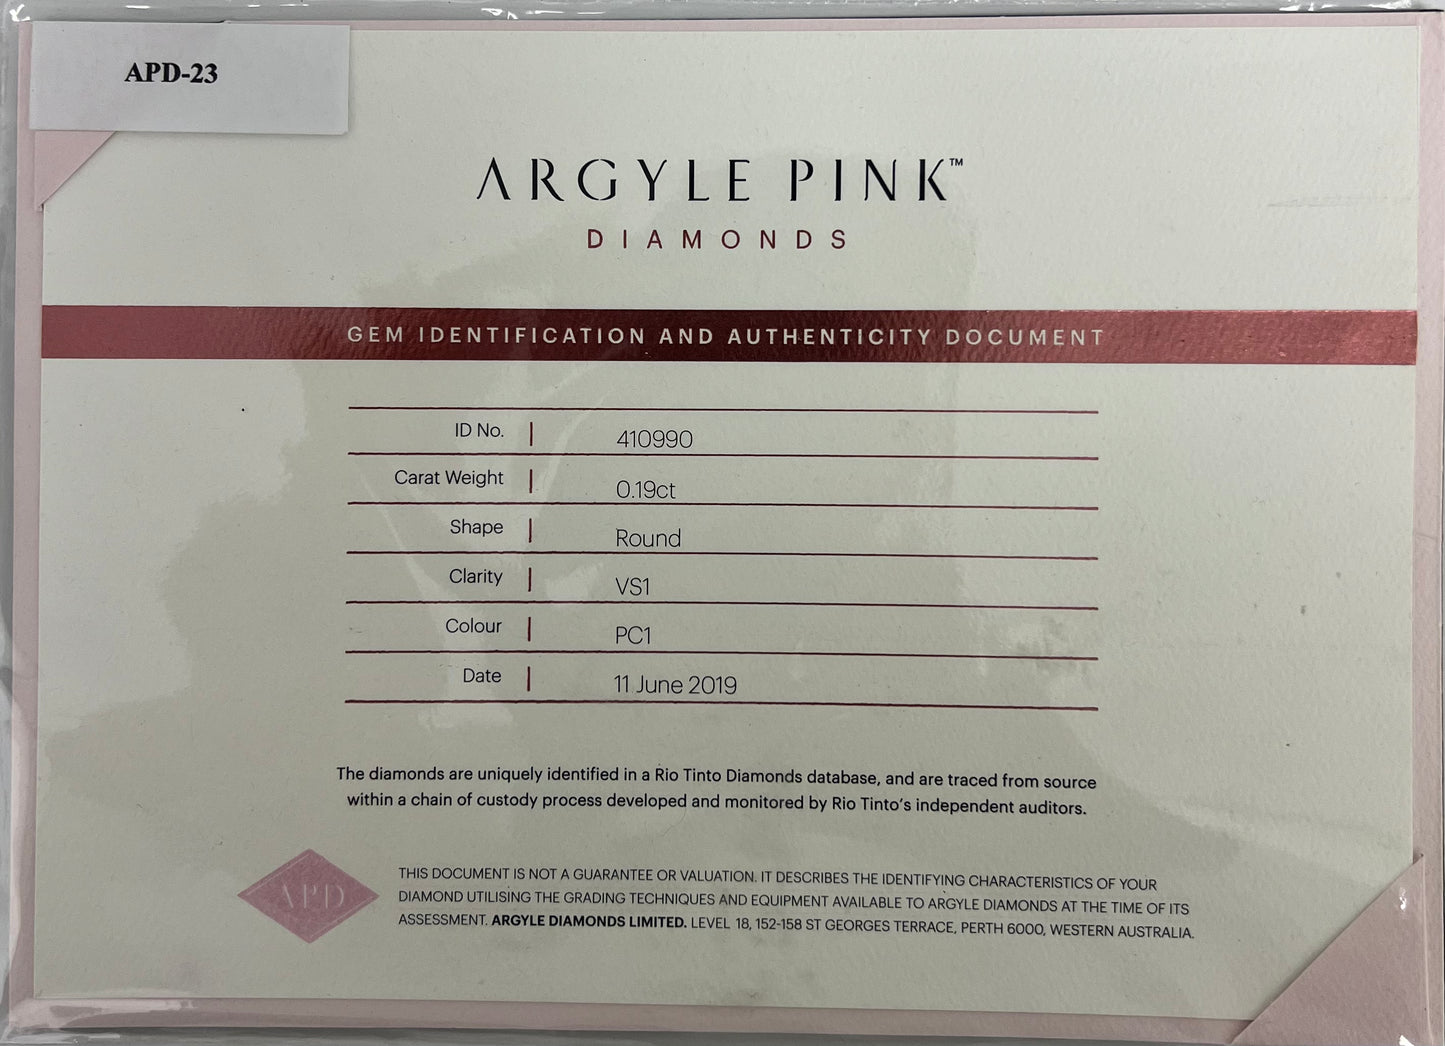 APD-23
ARGYLE PINK™
DIAMONDS
GEM IDENTIFICATION AND AUTHENTICITY DOCUMENT
ID No. | 410990
Carat Weight | 0.19ct
Shape | Round
Clarity | VS1
Colour | PC1
Date | 11 June 2019
The diamonds are uniquely identified in a Rio Tinto Diamonds database, and are traced from source
within a chain of custody process developed and monitored by Rio Tinto's independent auditors.
APD
THIS DOCUMENT IS NOT A GUARANTEE OR VALUATION. IT DESCRIBES THE IDENTIFYING CHARACTERISTICS OF YOUR
DIAMOND UTILISING THE GRADING TECHNIQUES AND EQUIPMENT AVAILABLE TO ARGYLE DIAMONDS AT THE TIME OF ITS
ASSESSMENT. ARGYLE DIAMONDS LIMITED. LEVEL 18, 152-158 ST GEORGES TERRACE, PERTH 6000, WESTERN AUSTRALIA.